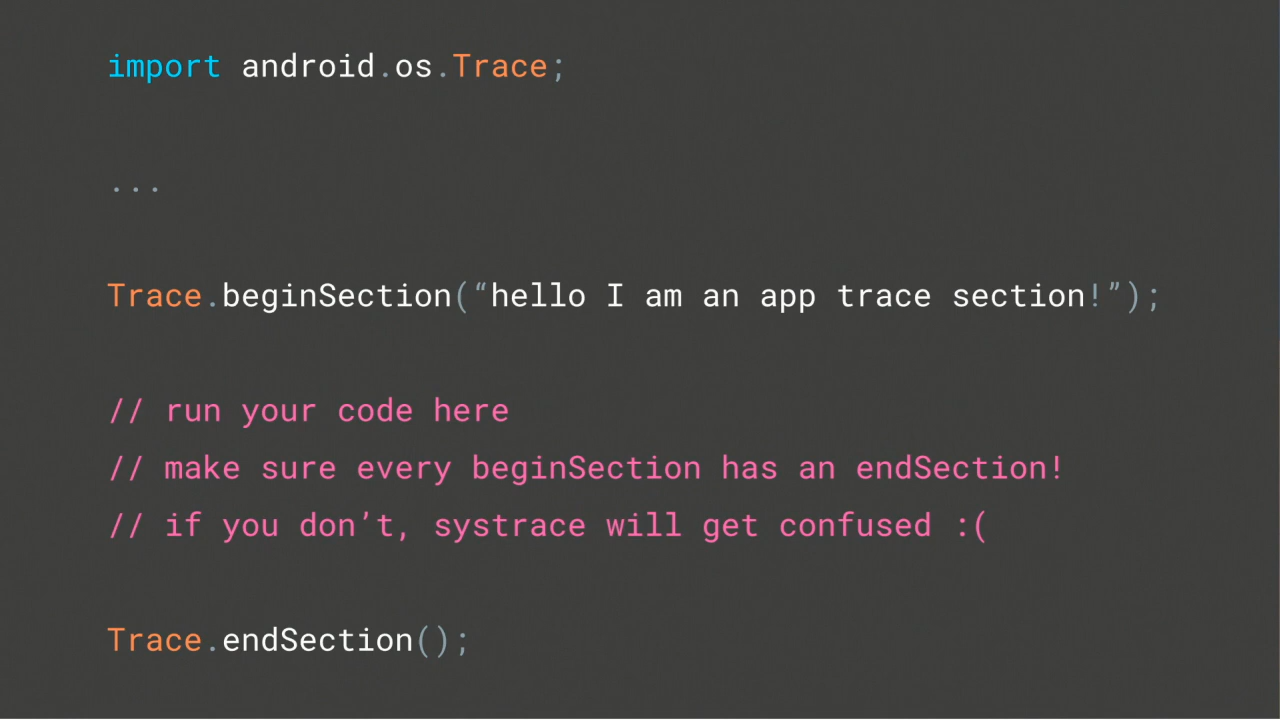 import android.os.Trace;
...
Trace.beginSection(“hello I am an app trace section!”);
// run your code here
// make sure every beginSection has an endSection!
// if you don’t, systrace will get confused :(
Trace.endSection();